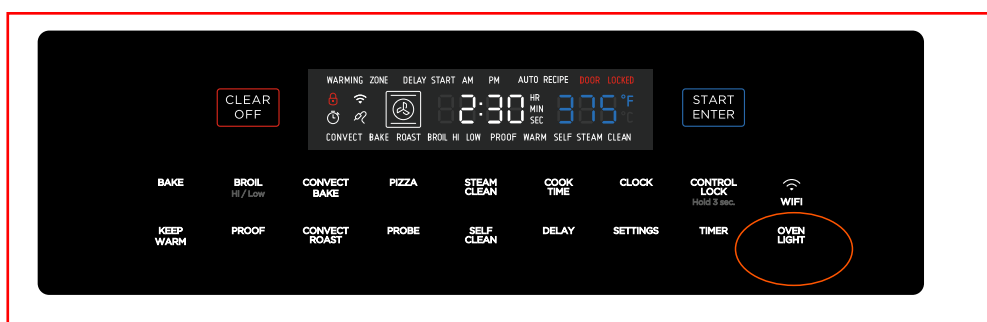 WARMING ZONE DELAY START AM PM AUTO RECIPE DOOR LOCKED
CLEAR
OFF
2:30
HR
MIN
SEC
375°F
°C
START
ENTER
CONVECT BAKE ROAST BROIL HI LOW PROOF WARM SELF STEAM CLEAN
BAKE
BROIL
Hi / Low
CONVECT
BAKE
PIZZA
STEAM
CLEAN
COOK
TIME
CLOCK
CONTROL
LOCK
Hold 3 sec.
WIFI
KEEP
WARM
PROOF
CONVECT
ROAST
PROBE
SELF
CLEAN
DELAY
SETTINGS
TIMER
OVEN
LIGHT